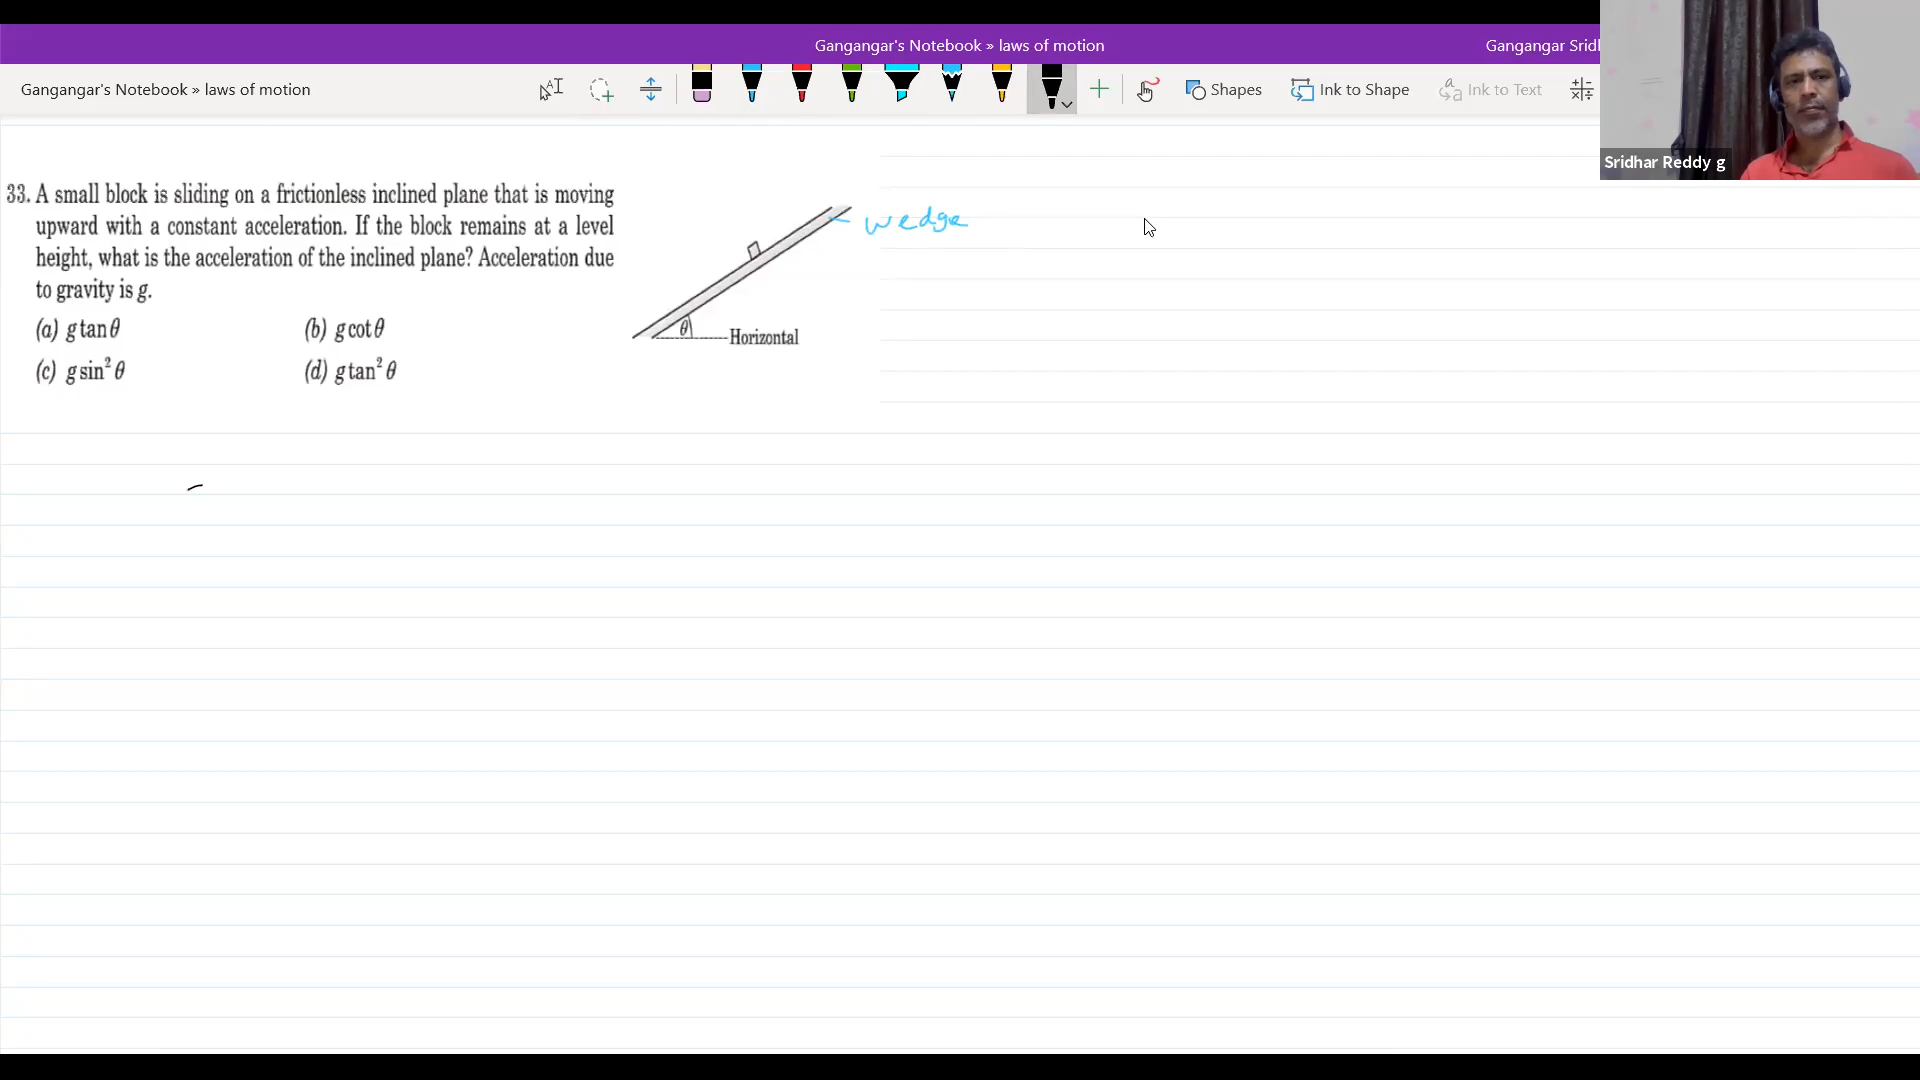 Gangangar's Notebook » laws of motion
Gangangar Sridl
Gangangar's Notebook » laws of motion
Shapes
Ink to Shape
Ink to Text
Sridhar Reddy g
33. A small block is sliding on a frictionless inclined plane that is moving
upward with a constant acceleration. If the block remains at a level
height, what is the acceleration of the inclined plane? Acceleration due
to gravity is g.
(a) g tan θ (b) g cot θ
(c) g sin² θ (d) g tan² θ
wedge
θ
Horizontal